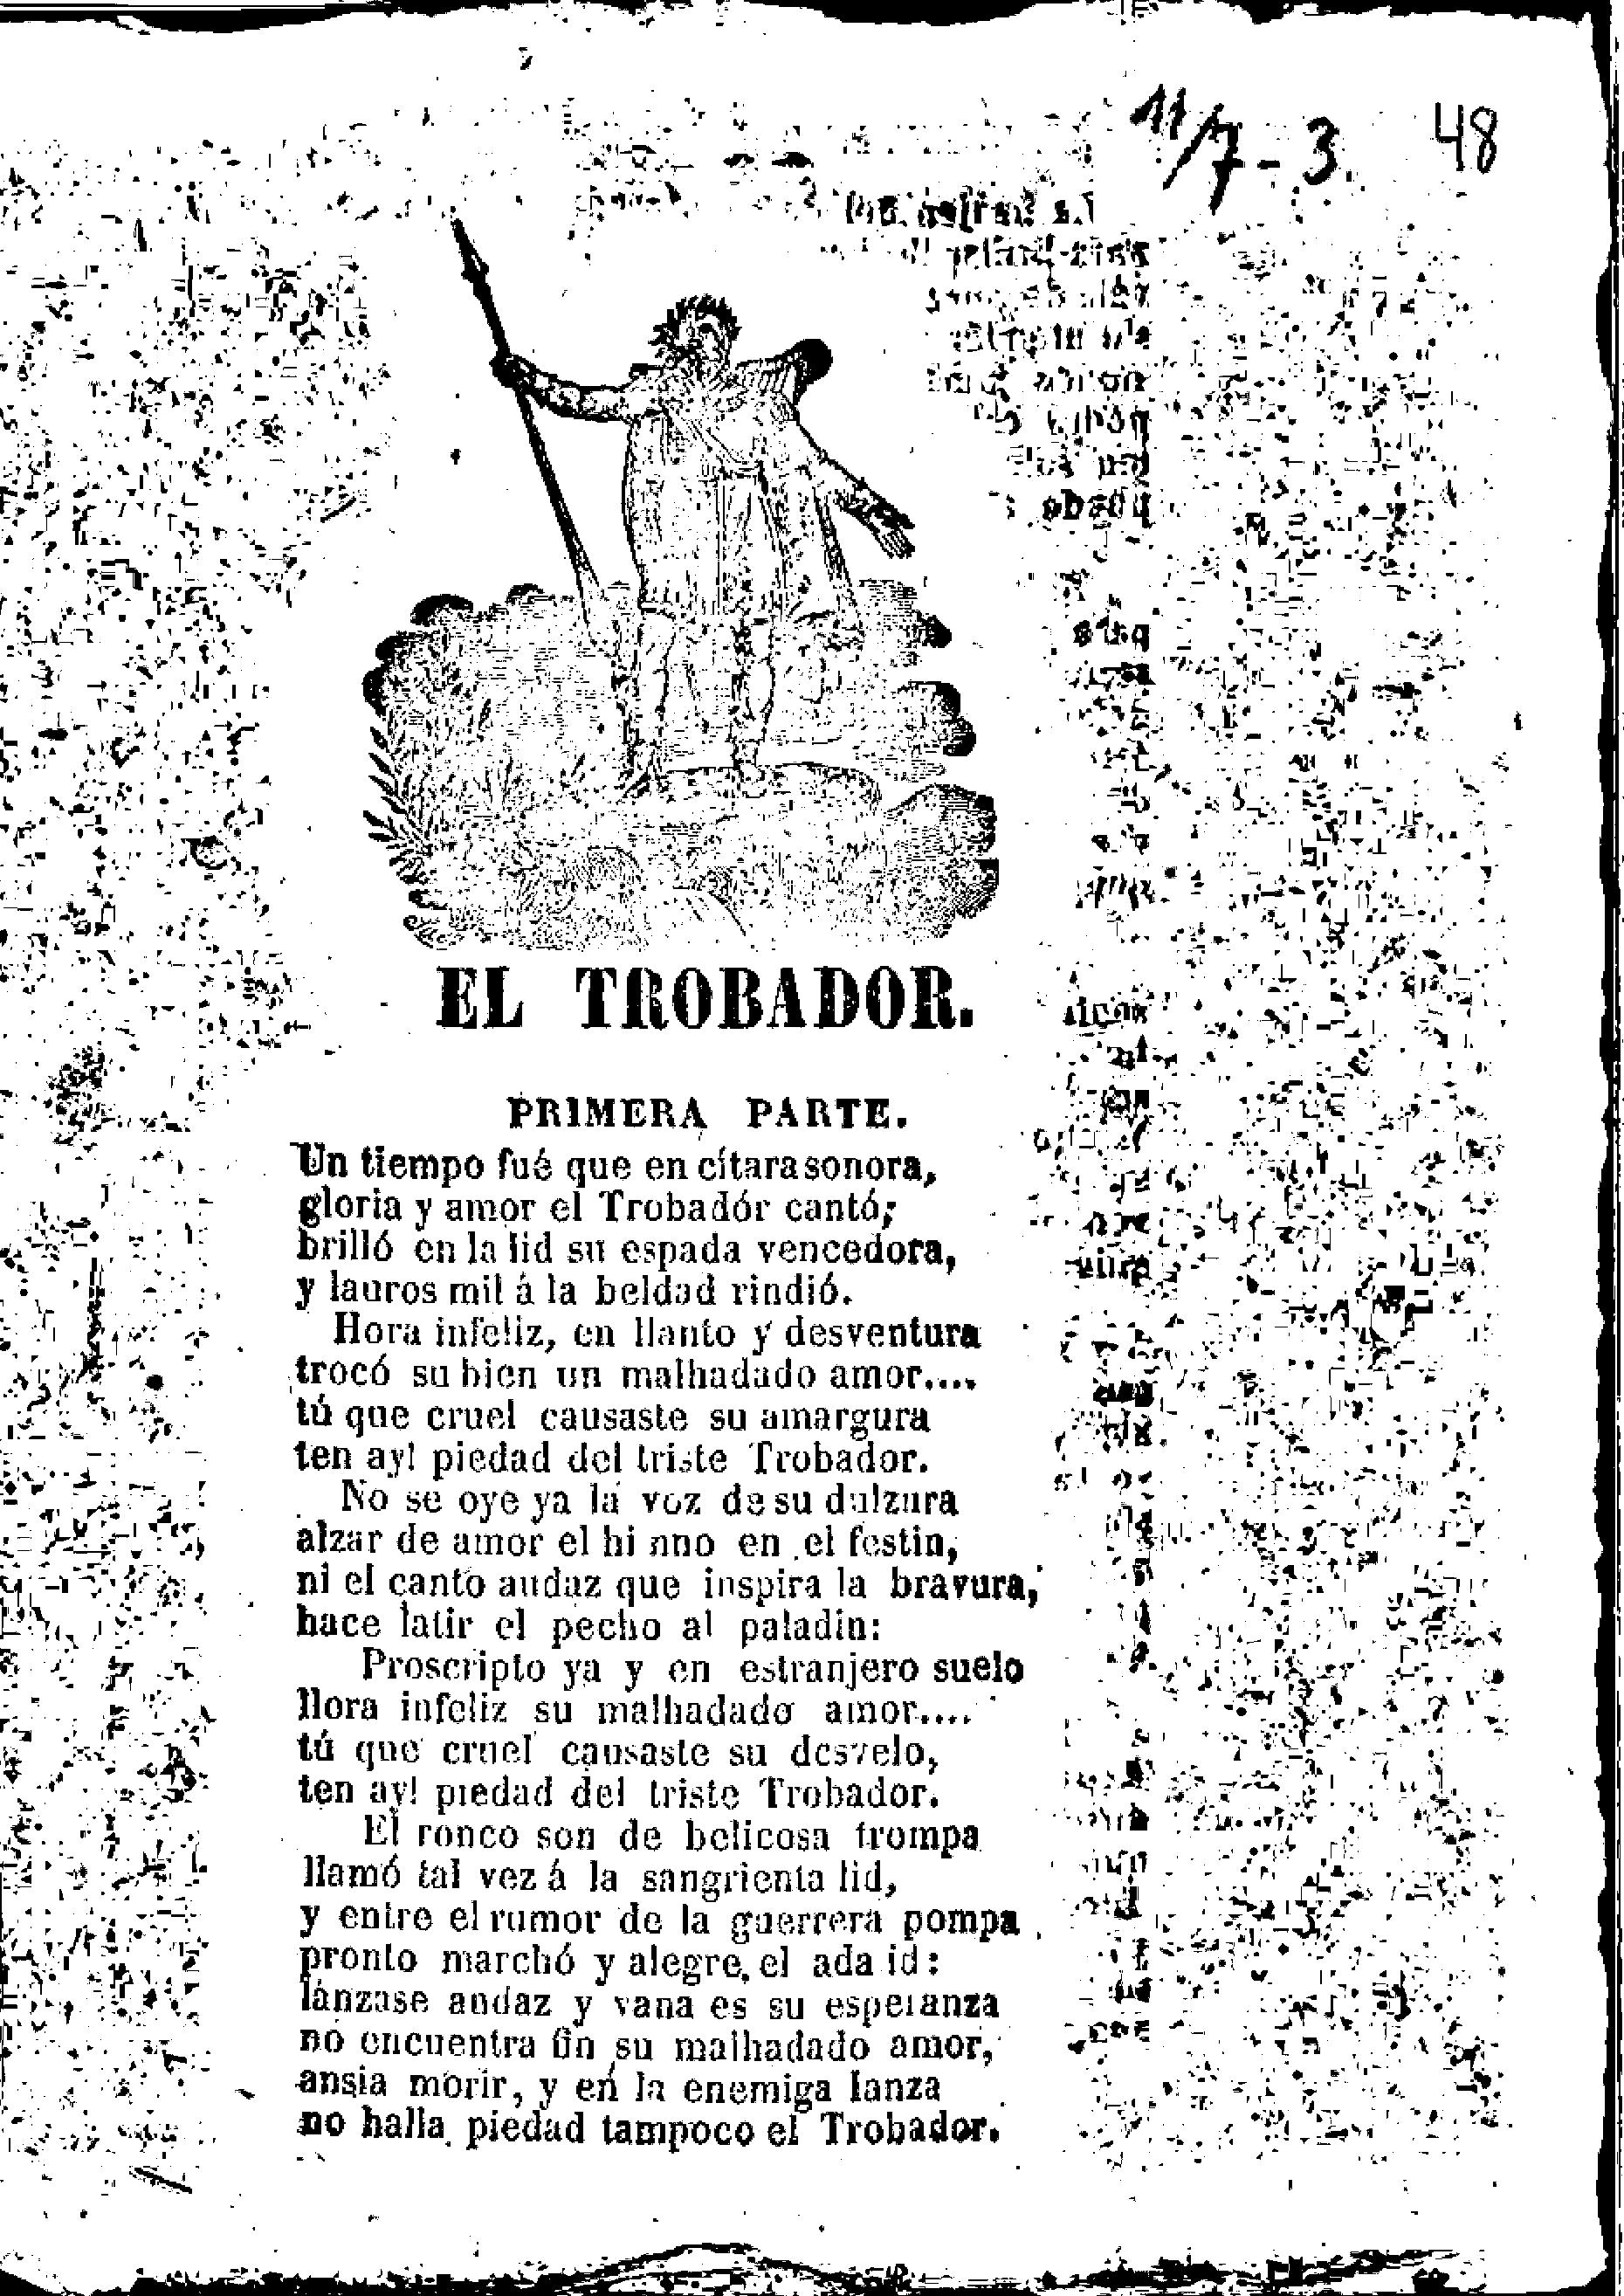 11/7-3. 48
EL TROBADOR.
PRIMERA PARTE.
Un tiempo fué que en cítara sonora,
gloria y amor el Trobadór cantó;
brilló en la lid su espada vencedora,
y lauros mil á la beldad rindió.
Hora infeliz, en llanto y desventura
trocó su bien un malhadado amor....
tú que cruel causaste su amargura
ten ay! piedad del triste Trobador.
No se oye ya la voz de su dulzura
alzar de amor el hi nno en el festin,
ni el canto audaz que inspira la bravura,
hace latir el pecho al paladin:
Proscripto ya y en estranjero suelo
llora infeliz su malhadado amor....
tú que cruel causaste su desvelo,
ten ay! piedad del triste Trobador.
El ronco son de belicosa trompa
llamó tal vez á la sangrienta lid,
y entre el rumor de la guerrera pompa
pronto marchó y alegre, el ada id:
lánzase audaz y vana es su esperanza
no encuentra fin su malhadado amor,
ansia morir, y en la enemiga lanza
no halla piedad tampoco el Trobador.